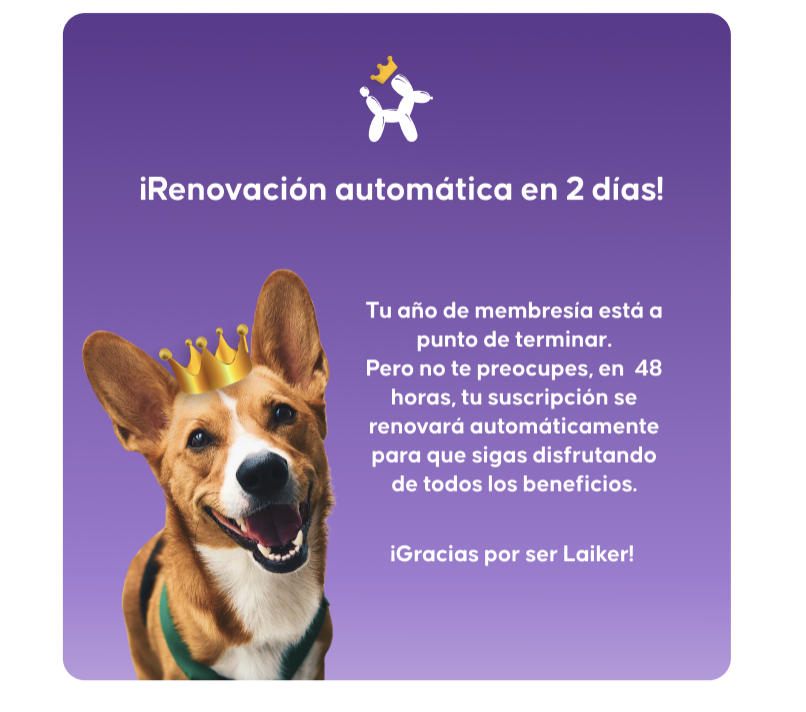 ¡Renovación automática en 2 días!
Tu año de membresía está a
punto de terminar.
Pero no te preocupes, en 48
horas, tu suscripción se
renovará automáticamente
para que sigas disfrutando
de todos los beneficios.
¡Gracias por ser Laiker!